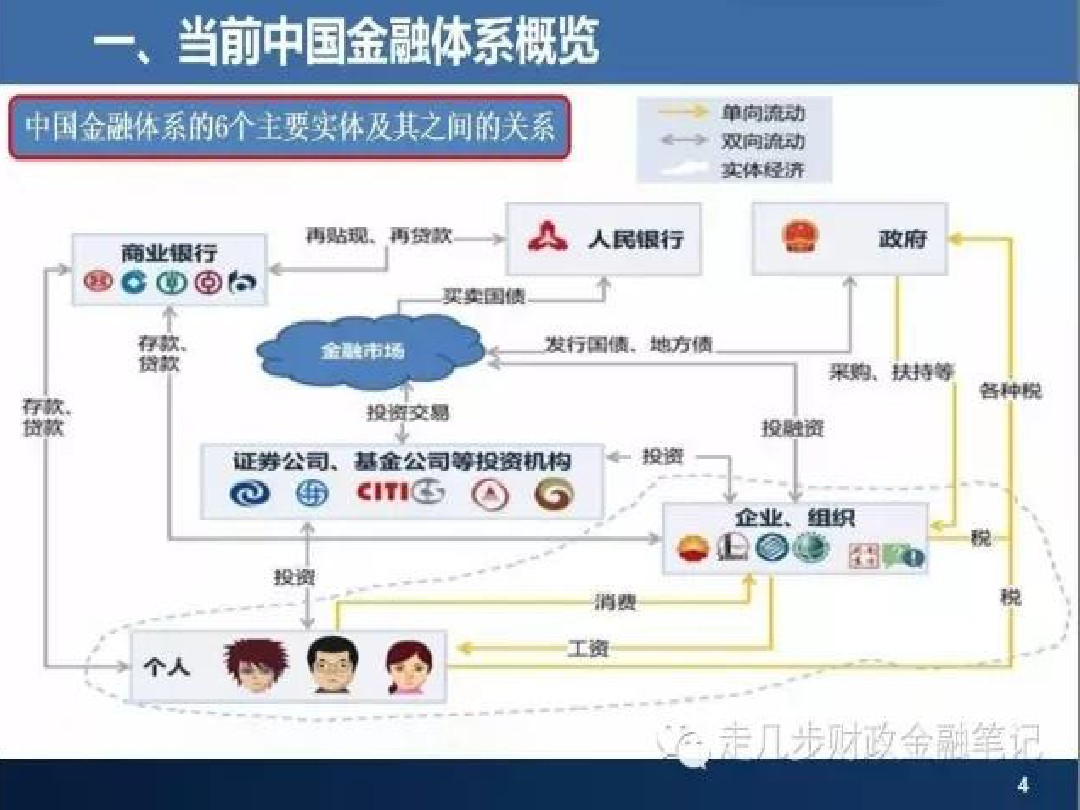 一、当前中国金融体系概览
中国金融体系的6个主要实体及其之间的关系
单向流动
双向流动
实体经济
商业银行
再贴现、再贷款
人民银行
政府
买卖国债
存款、
贷款
金融市场
发行国债、地方债
采购、扶持等
各种税
存款、
贷款
投资交易
投融资
证券公司、基金公司等投资机构
CITI
投资
企业、组织
税
投资
消费
税
工资
个人
走几步财政金融笔记
4